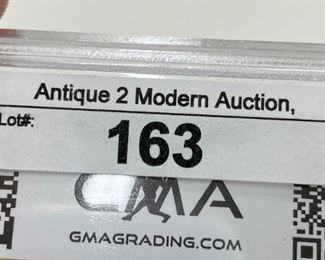 Antique 2 Modern Auction,
Lot#:
163
GMA
GMAGRADING.COM